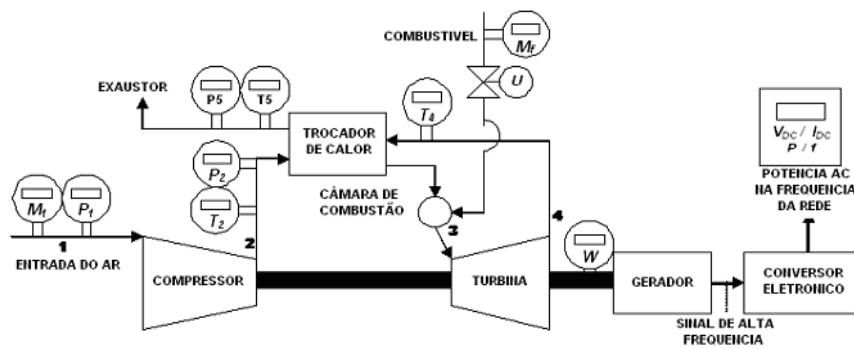 COMBUSTIVEL
Mf
U
EXAUSTOR
P5
T5
TROCADOR
DE CALOR
T4
VDC / IDC
P / f
POTENCIA AC
NA FREQUENCIA
DA REDE
P2
T2
M1
P1
CÂMARA DE
COMBUSTÃO
1
2
3
4
ENTRADA DO AR
COMPRESSOR
TURBINA
W
GERADOR
CONVERSOR
ELETRONICO
SINAL DE ALTA
FREQUENCIA